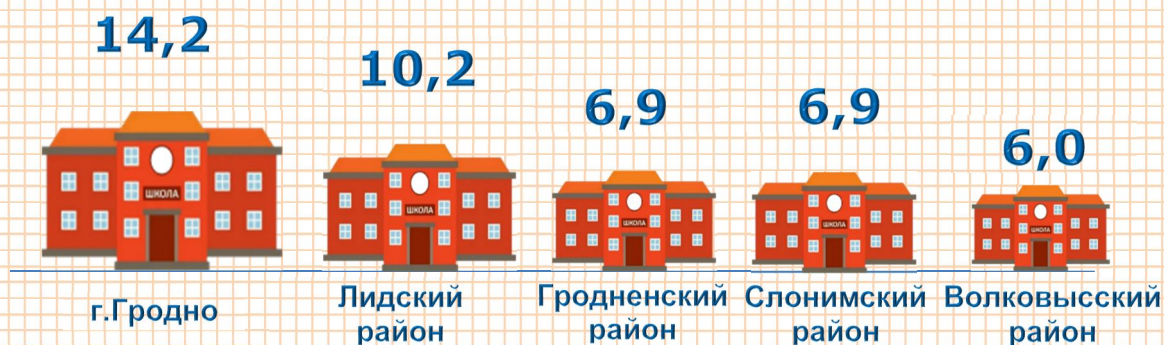 14,2
10,2
6,9
6,9
6,0
ШКОЛА
ШКОЛА
ШКОЛА
ШКОЛА
ШКОЛА
г.Гродно
Лидский
район
Гродненский
район
Слонимский
район
Волковысский
район